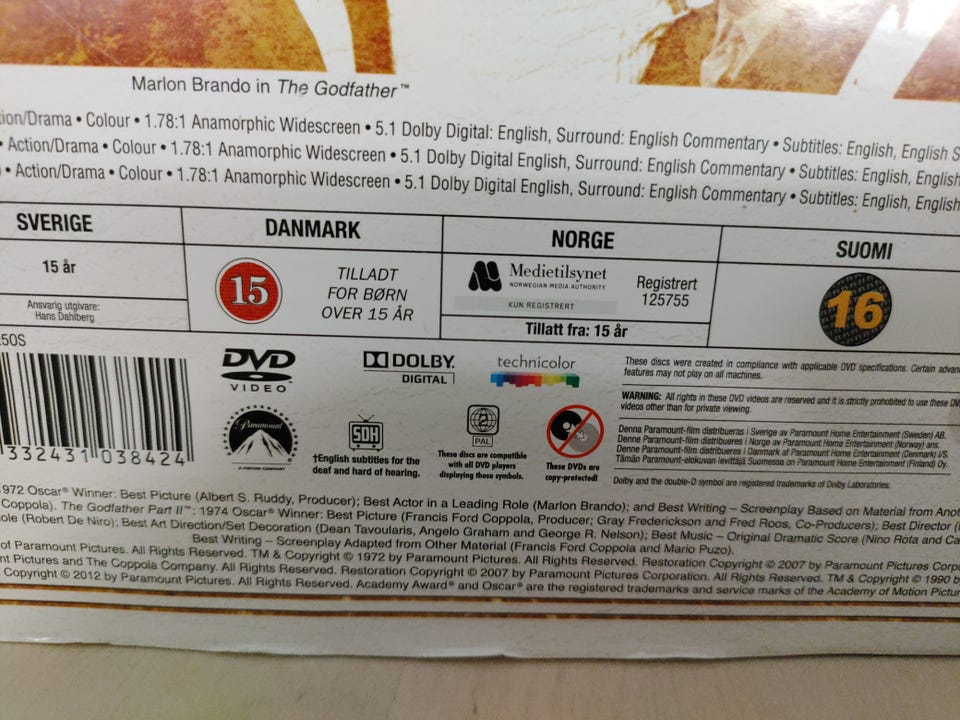 Marlon Brando in The Godfather™
ion/Drama • Colour • 1.78:1 Anamorphic Widescreen • 5.1 Dolby Digital: English, Surround: English Commentary • Subtitles: English, English S
• Action/Drama • Colour • 1.78:1 Anamorphic Widescreen • 5.1 Dolby Digital English, Surround: English Commentary • Subtitles: English, English
• Action/Drama • Colour • 1.78:1 Anamorphic Widescreen • 5.1 Dolby Digital English, Surround: English Commentary • Subtitles: English, English
SVERIGE
15 år
Ansvarig utgivare:
Hans Dahlberg
DANMARK
15
TILLADT
FOR BØRN
OVER 15 ÅR
NORGE
Medietilsynet
NORWEGIAN MEDIA AUTHORITY
KUN REGISTRERT
Registrert
125755
Tillatt fra: 15 år
SUOMI
16
50S
332431 038424
DVD
VIDEO™
DOLBY.
DIGITAL
technicolor
Paramount
A VIACOM COMPANY
SDH
†English subtitles for the
deaf and hard of hearing.
2
PAL
These discs are compatible
with all DVD players
displaying these symbols.
These DVDs are
copy-protected!
These discs were created in compliance with applicable DVD specifications. Certain advan
features may not play on all machines.
WARNING: All rights in these DVD videos are reserved and it is strictly prohibited to use these DV
videos other than for private viewing.
Denna Paramount-film distribueras i Sverige av Paramount Home Entertainment (Sweden) AB.
Denne Paramount-film distribueres i Norge av Paramount Home Entertainment (Norway) ans.
Denne Paramount-film distribueres i Danmark af Paramount Home Entertainment (Denmark) I/S.
Tämän Paramount-elokuvan levittäjä Suomessa on Paramount Home Entertainment (Finland) Oy.
Dolby and the double-D symbol are registered trademarks of Dolby Laboratories.
972 Oscar® Winner: Best Picture (Albert S. Ruddy, Producer); Best Actor in a Leading Role (Marlon Brando); and Best Writing – Screenplay Based on Material from Anot
Coppola). The Godfather Part II™: 1974 Oscar® Winner: Best Picture (Francis Ford Coppola, Producer; Gray Frederickson and Fred Roos, Co-Producers); Best Director (
ole (Robert De Niro); Best Art Direction/Set Decoration (Dean Tavoularis, Angelo Graham and George R. Nelson); Best Music – Original Dramatic Score (Nino Rota and Ca
Best Writing – Screenplay Adapted from Other Material (Francis Ford Coppola and Mario Puzo).
of Paramount Pictures. All Rights Reserved. TM & Copyright © 1972 by Paramount Pictures. All Rights Reserved. Restoration Copyright © 2007 by Paramount Pictures Corpo
nt Pictures and The Coppola Company. All Rights Reserved. Restoration Copyright © 2007 by Paramount Pictures Corporation. All Rights Reserved. TM & Copyright © 1990 b
Copyright © 2012 by Paramount Pictures. All Rights Reserved. Academy Award® and Oscar® are the registered trademarks and service marks of the Academy of Motion Pictur